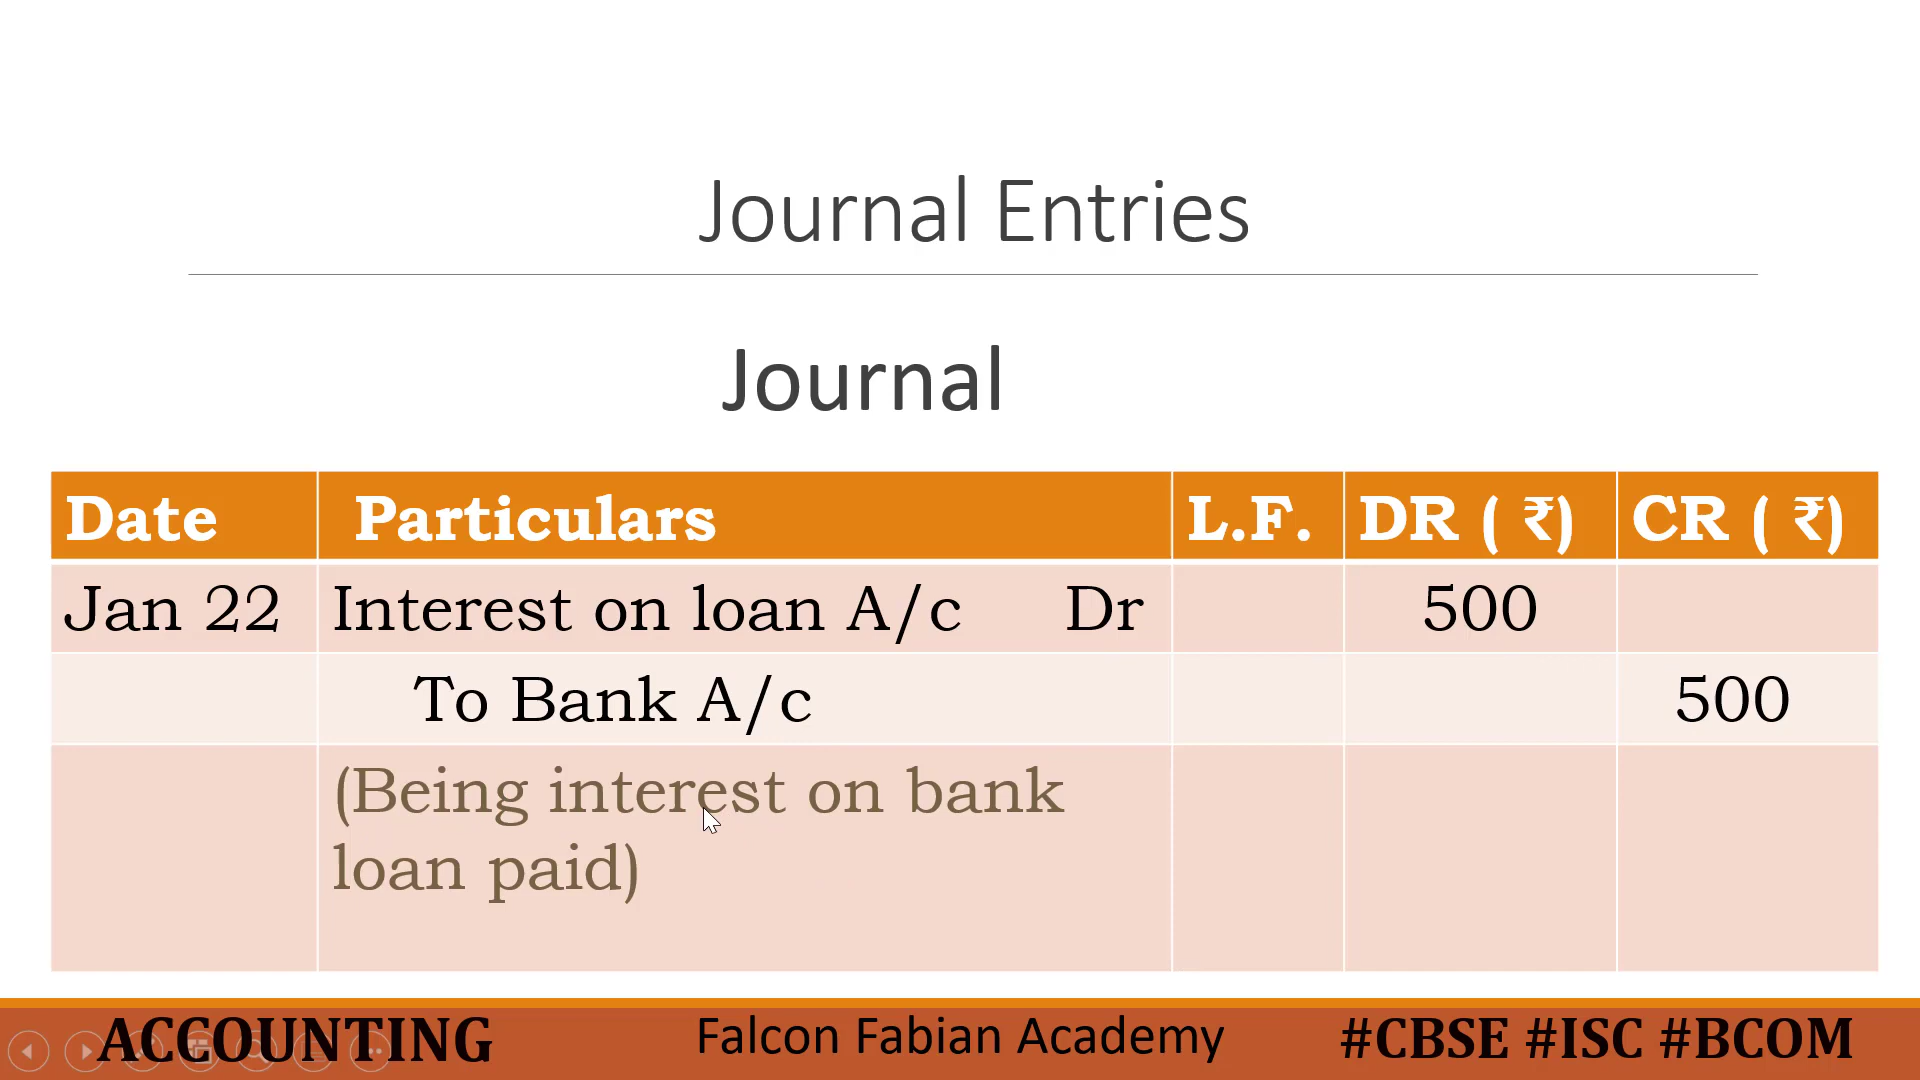 Journal Entries
Journal
Date Particulars L.F. DR ( ₹) CR ( ₹)
Jan 22 Interest on loan A/c Dr 500
To Bank A/c 500
(Being interest on bank
loan paid)
ACCOUNTING Falcon Fabian Academy #CBSE #ISC #BCOM